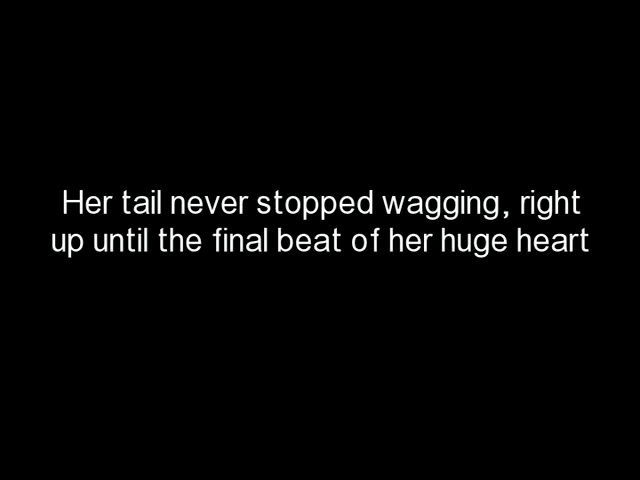 Her tail never stopped wagging, right
up until the final beat of her huge heart